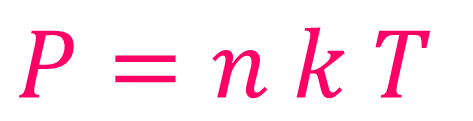 P = n k T